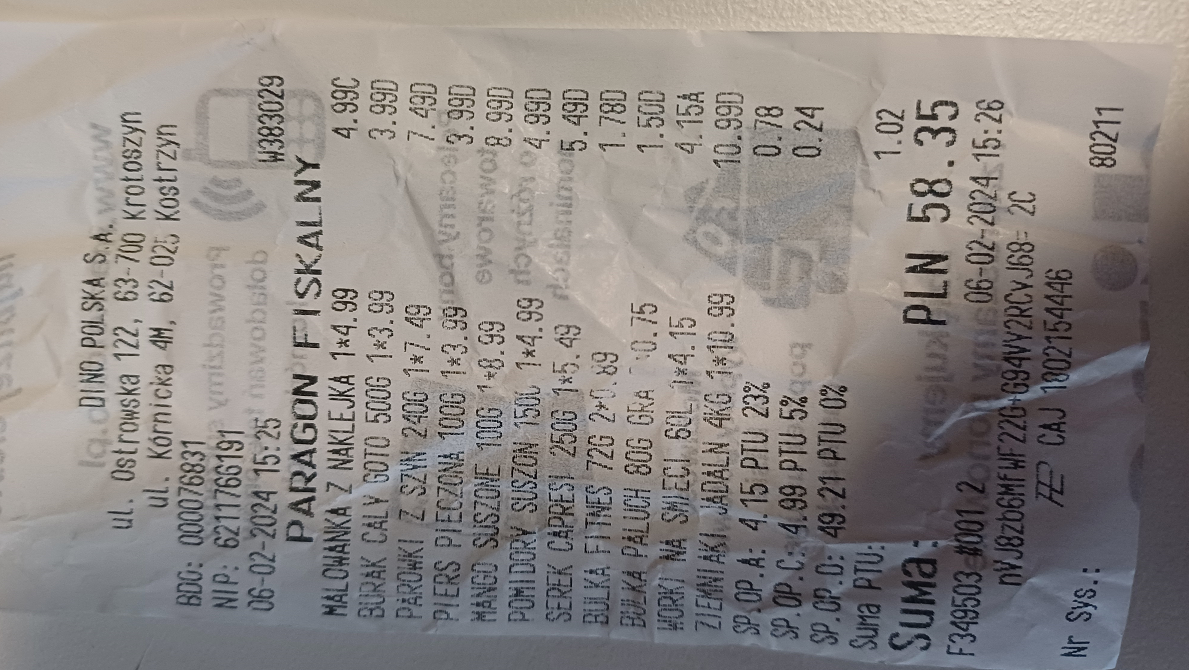 DINO POLSKA S.A.
ul. Ostrowska 122, 63-700 Krotoszyn
ul. Kórnicka 4M, 62-025 Kostrzyn
BDO: 000076831
NIP: 6211766191
06-02-2024 15:25 W383029
PARAGON FISKALNY
MALOWANKA Z NAKLEJKA 1*4.99 4.99C
BURAK CALY GOTO 500G 1*3.99 3.99D
PAROWKI Z SZYN 240G 1*7.49 7.49D
PIERS PIECZONA 100G 1*3.99 3.99D
MANGO SUSZONE 100G 1*8.99 8.99D
POMIDORY SUSZON 150G 1*4.99 4.99D
SEREK CAPRESI 250G 1*5.49 5.49D
BULKA FITNES 72G 2*0.89 1.78D
BULKA PALUCH 80G GRA 0.75 1.50D
WORKI NA SMIECI 60L 1*4.15 4.15A
ZIEMNIAKI JADALN 4KG 1*10.99 10.99D
SP.OP.A: 4.15 PTU 23% 0.78
SP.OP.C: 4.99 PTU 5% 0.24
SP.OP.D: 49.21 PTU 0%
Suma PTU: 1.02
Suma: PLN 58.35
F349503 #001.2 06-02-2024 15:26
nVJ8Zb6MFWF22G+G94VY2RCVJ68= 2C
CAJ 1802154446
Nr Sys.: 80211